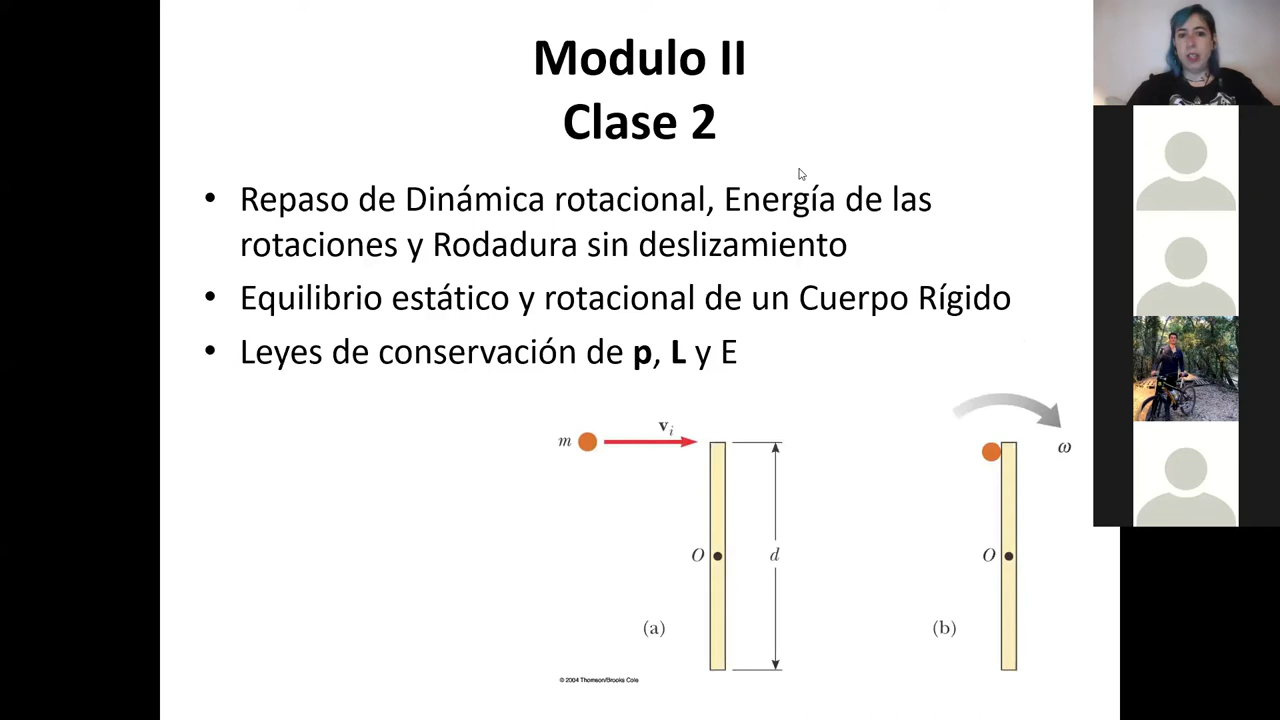 Modulo II
Clase 2
• Repaso de Dinámica rotacional, Energía de las
rotaciones y Rodadura sin deslizamiento
• Equilibrio estático y rotacional de un Cuerpo Rígido
• Leyes de conservación de p, L y E
m
v_i
O
d
(a)
ω
O
(b)
© 2004 Thomson/Brooks Cole